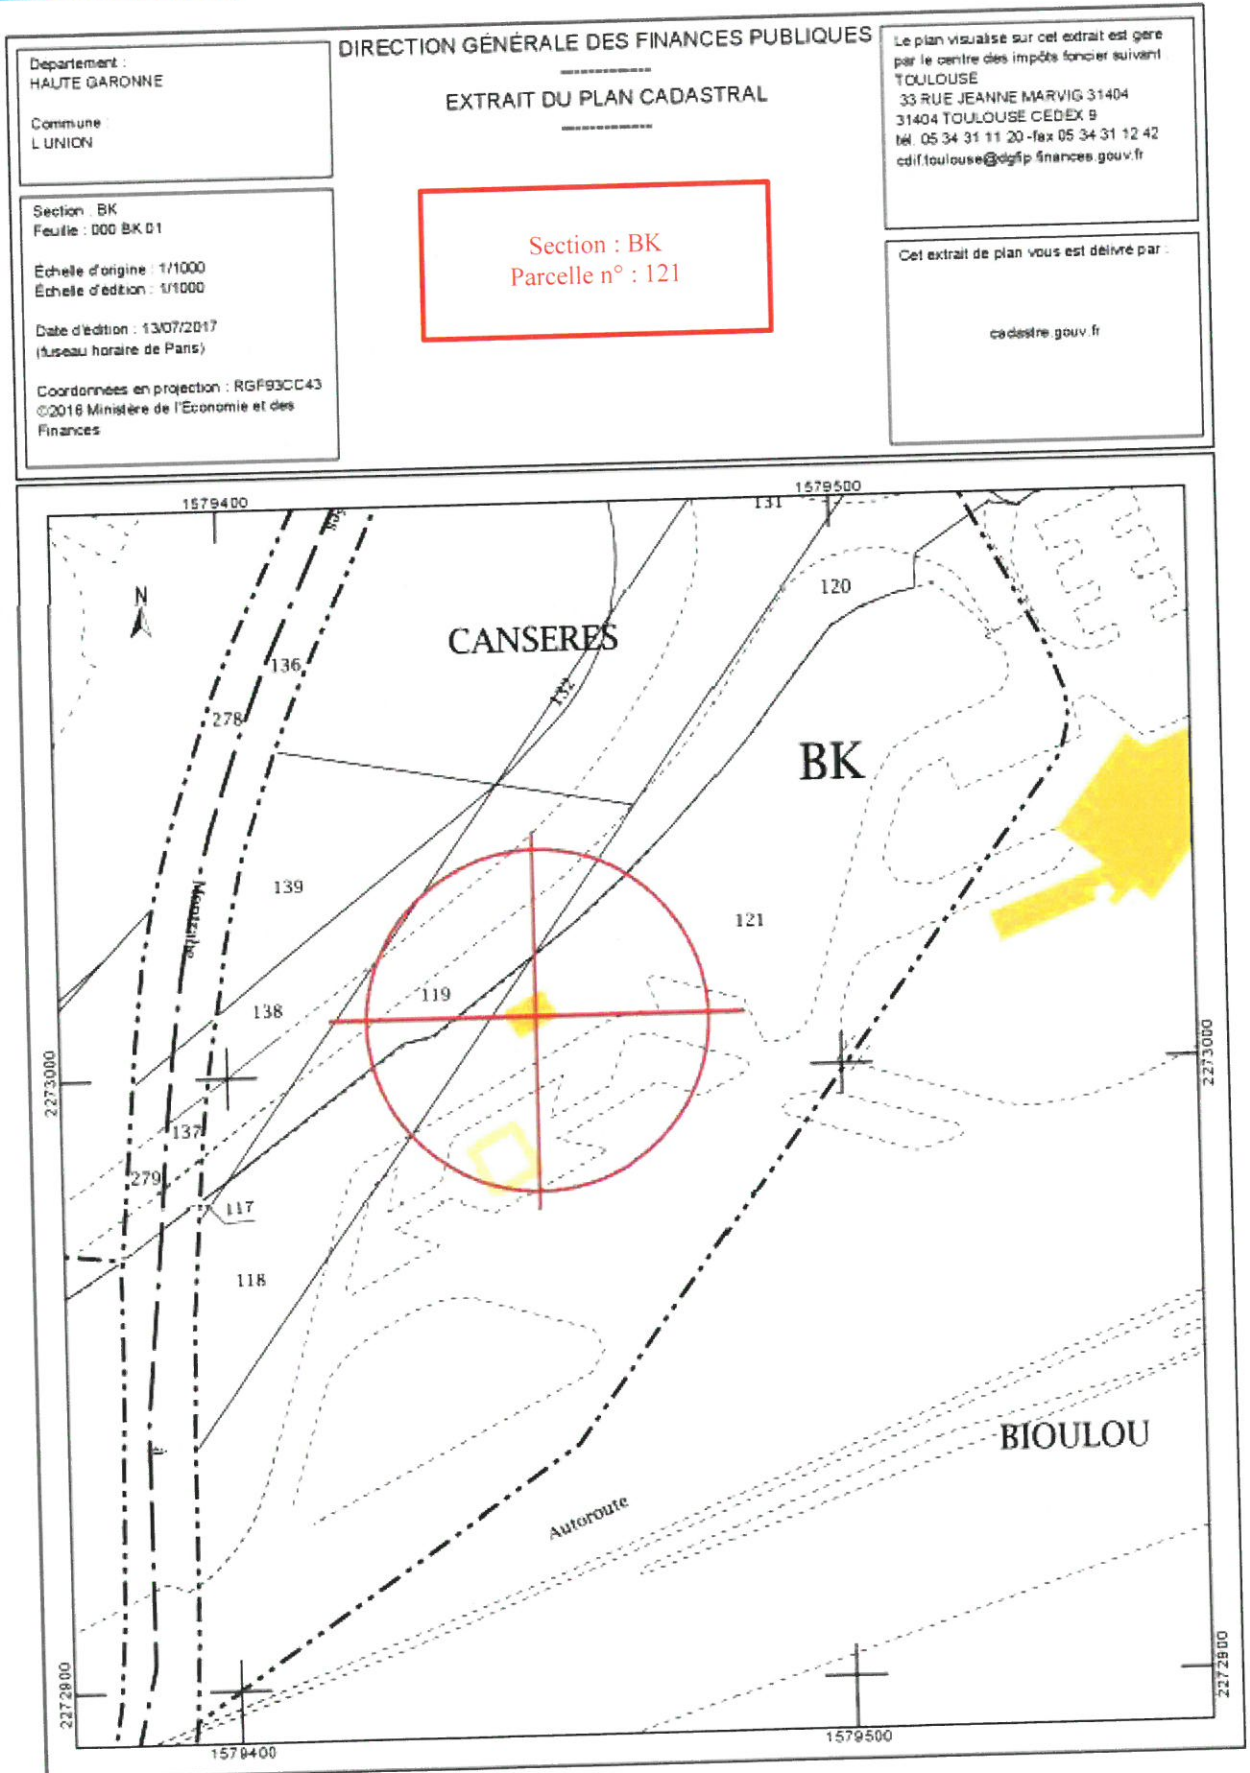 Département :
HAUTE GARONNE
Commune :
L UNION
Section : BK
Feuille : 000 BK 01
Échelle d'origine : 1/1000
Échelle d'édition : 1/1000
Date d'édition : 13/07/2017
(fuseau horaire de Paris)
Coordonnées en projection : RGF93CC43
©2016 Ministère de l'Économie et des
Finances
DIRECTION GÉNÉRALE DES FINANCES PUBLIQUES
-------------
EXTRAIT DU PLAN CADASTRAL
-------------
Section : BK
Parcelle n° : 121
Le plan visualisé sur cet extrait est géré
par le centre des impôts foncier suivant :
TOULOUSE
33 RUE JEANNE MARVIG 31404
31404 TOULOUSE CEDEX 9
tél. 05 34 31 11 20 -fax 05 34 31 12 42
cdif.toulouse@dgfip.finances.gouv.fr
Cet extrait de plan vous est délivré par :
cadastre.gouv.fr
1579400
1579500
131
N
120
CANSERES
136
132
278
BK
139
Montredon
121
119
138
2273000
2273000
137
279
117
118
à
BIOULOU
Autoroute
2272900
2272900
1579400
1579500